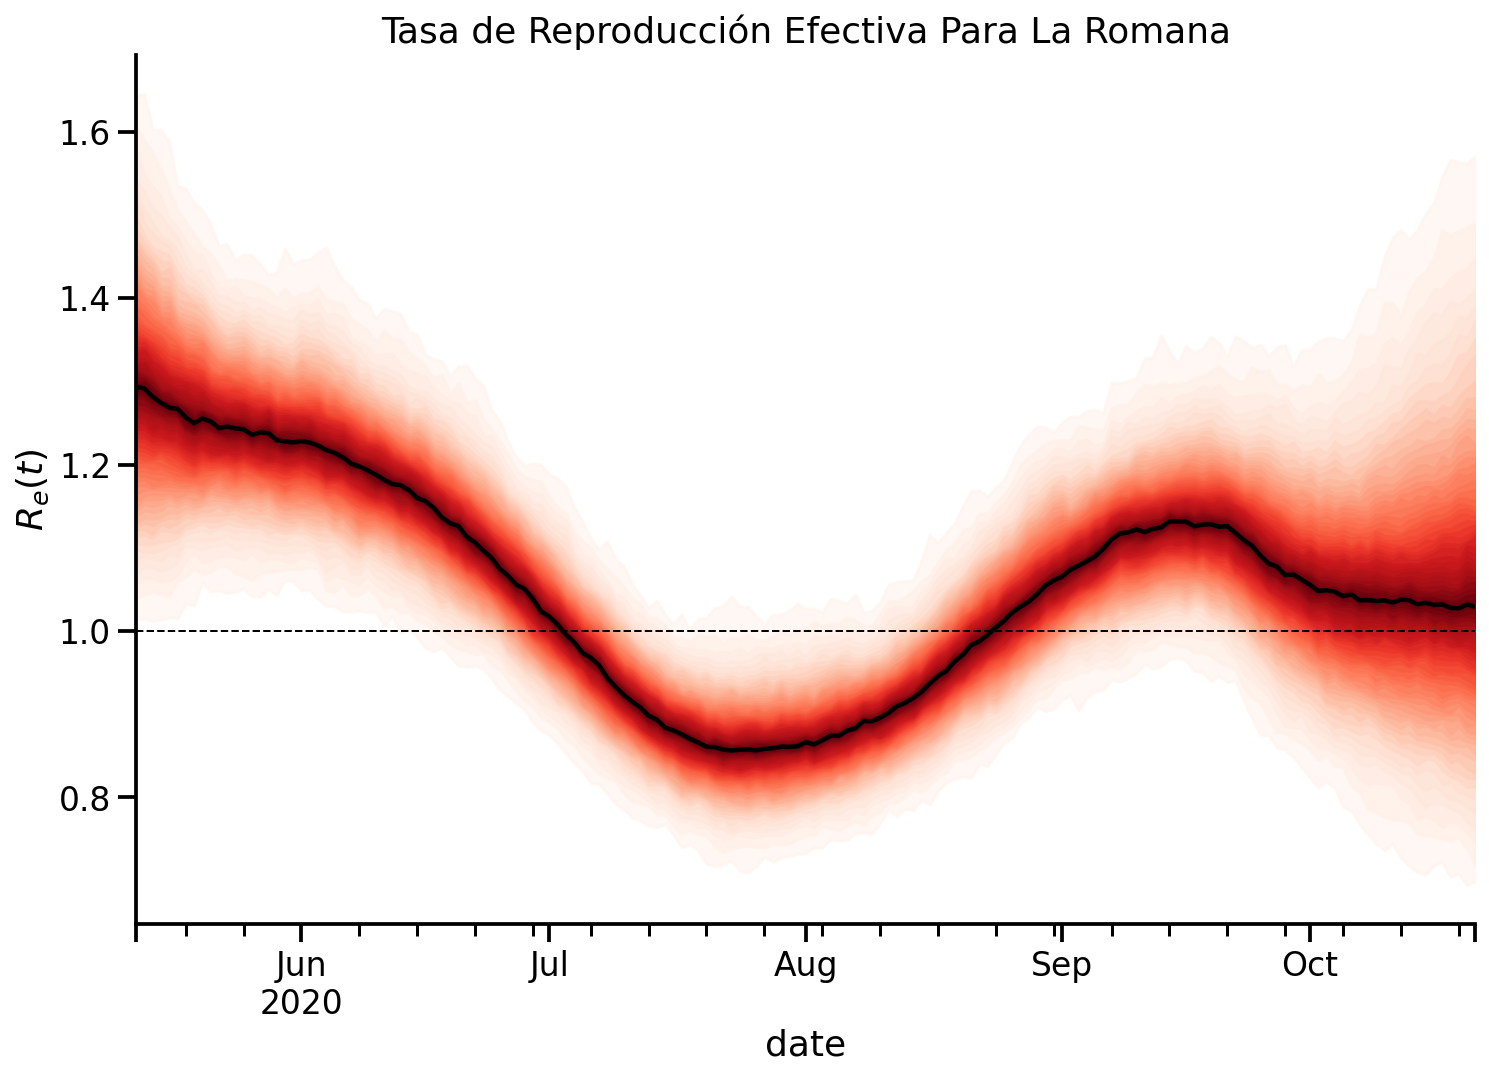 Tasa de Reproducción Efectiva Para La Romana
1.6
1.4
1.2
1.0
0.8
Rₑ(t)
Jun
2020
Jul
Aug
Sep
Oct
date